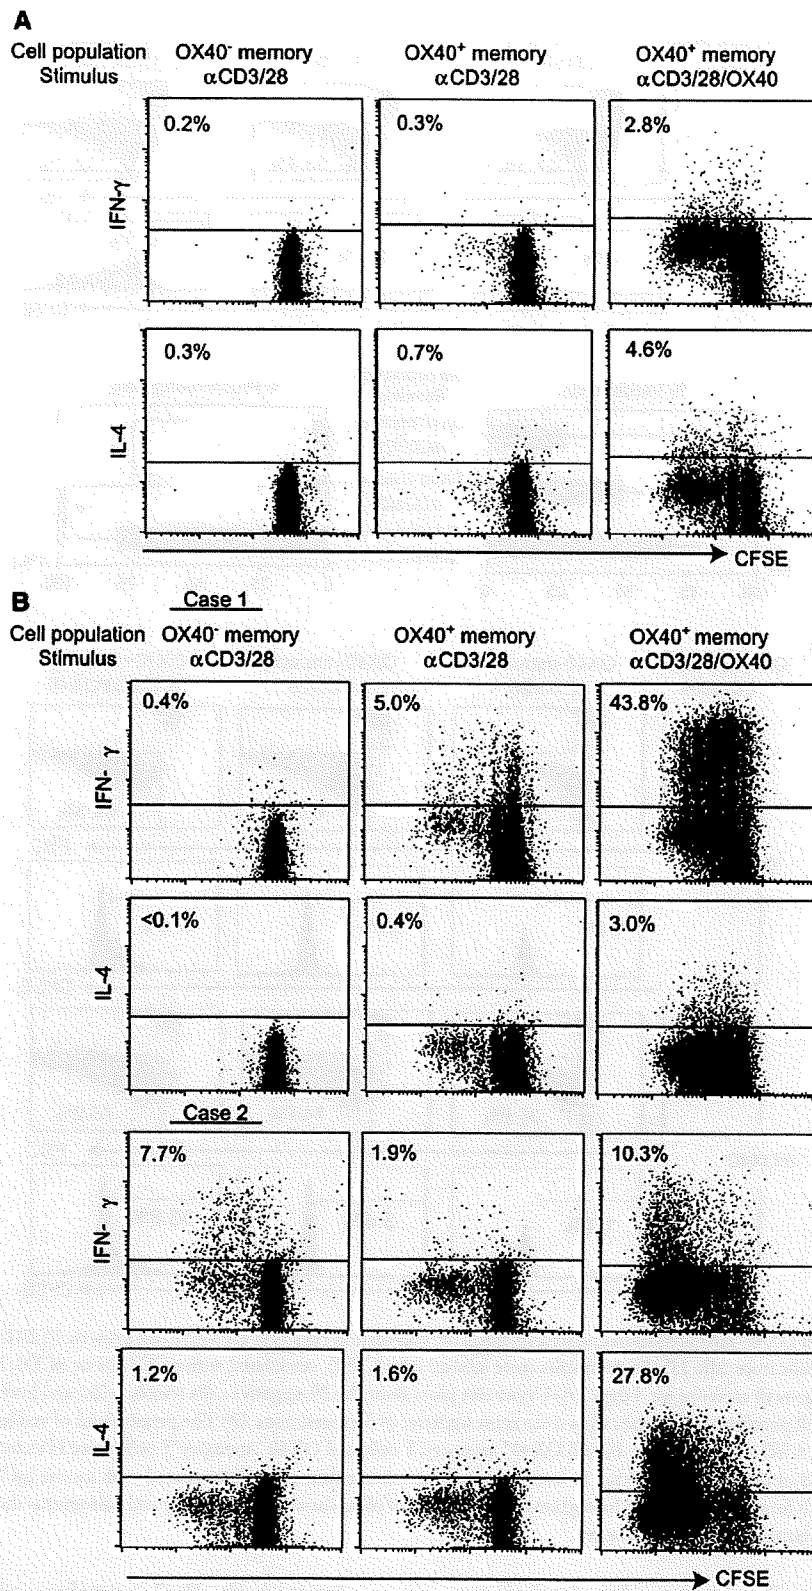 A
Cell population OX40⁻ memory OX40⁺ memory OX40⁺ memory
Stimulus αCD3/28 αCD3/28 αCD3/28/OX40
IFN-γ
0.2% 0.3% 2.8%
IL-4
0.3% 0.7% 4.6%
CFSE
B
Case 1
Cell population OX40⁻ memory OX40⁺ memory OX40⁺ memory
Stimulus αCD3/28 αCD3/28 αCD3/28/OX40
IFN- γ
0.4% 5.0% 43.8%
IL-4
<0.1% 0.4% 3.0%
Case 2
IFN- γ
7.7% 1.9% 10.3%
IL-4
1.2% 1.6% 27.8%
CFSE